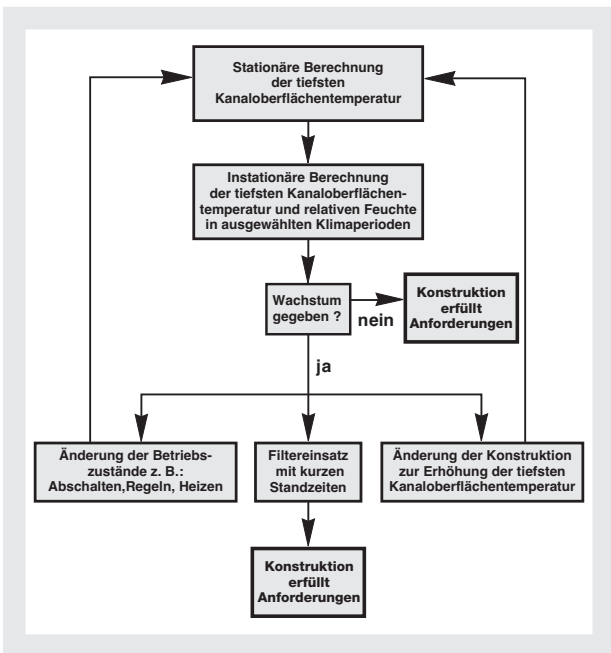 Stationäre Berechnung
der tiefsten
Kanaloberflächentemperatur
Instationäre Berechnung
der tiefsten Kanaloberflächen-
temperatur und relativen Feuchte
in ausgewählten Klimaperioden
Wachstum
gegeben ?
nein
Konstruktion
erfüllt
Anforderungen
ja
Änderung der Betriebs-
zustände z. B.:
Abschalten,Regeln, Heizen
Filtereinsatz
mit kurzen
Standzeiten
Änderung der Konstruktion
zur Erhöhung der tiefsten
Kanaloberflächentemperatur
Konstruktion
erfüllt
Anforderungen